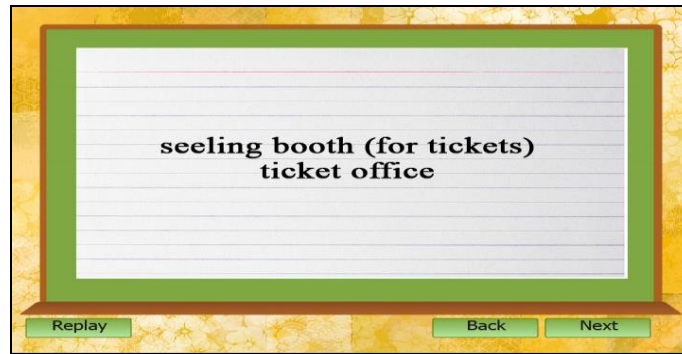 seeling booth (for tickets)
ticket office
Replay
Back
Next